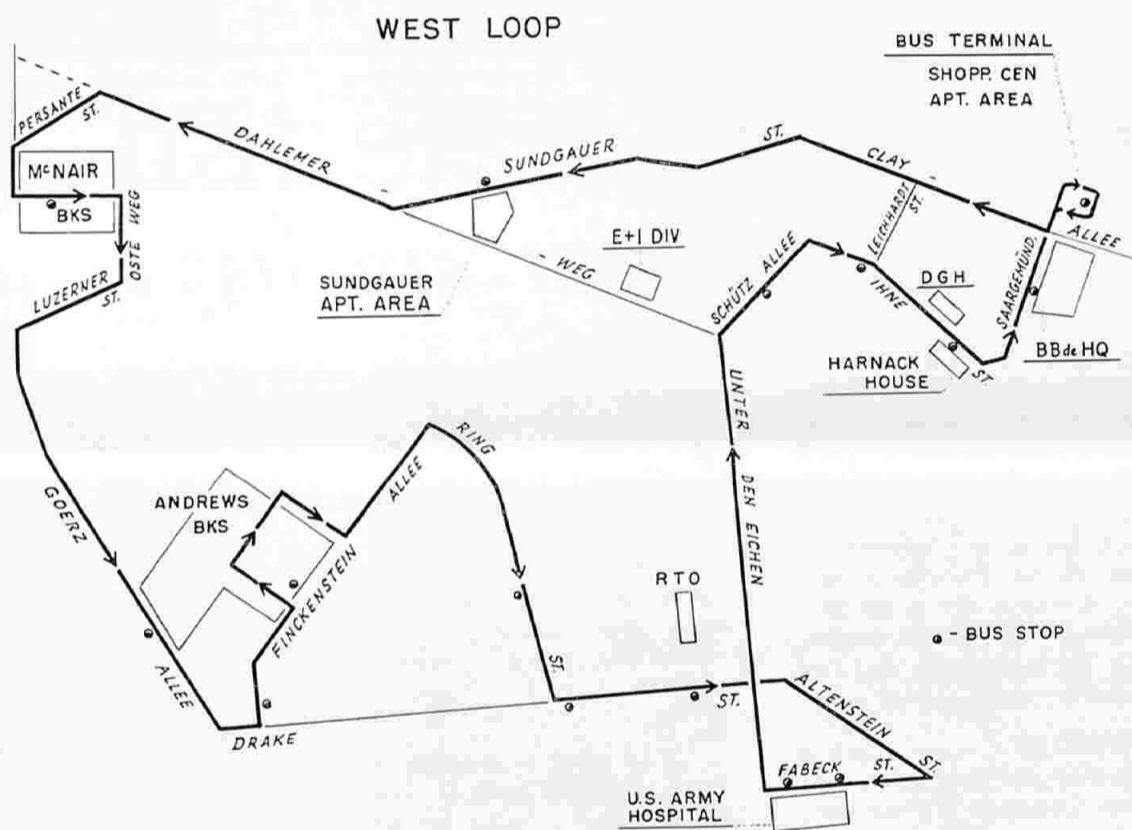 WEST LOOP
BUS TERMINAL
SHOPP. CEN
APT. AREA
PERSANTE
ST.
DAHLEMER
- WEG
SUNDGAUER
ST.
CLAY
ALLEE
McNAIR
BKS
OSTE WEG
LUZERNER
ST.
SUNDGAUER
APT. AREA
E+I DIV
SCHÜTZ ALLEE
LEICHHARDT
ST.
IHNE
ST.
DGH
SAARGEMÜND.
BBde HQ
HARNACK
HOUSE
UNTER
DEN EICHEN
GOERZ
ALLEE
ANDREWS
BKS
FINCKENSTEIN
ALLEE
RING
ST.
RTO
- BUS STOP
DRAKE
ST.
ALTENSTEIN
ST.
FABECK
ST.
U.S. ARMY
HOSPITAL